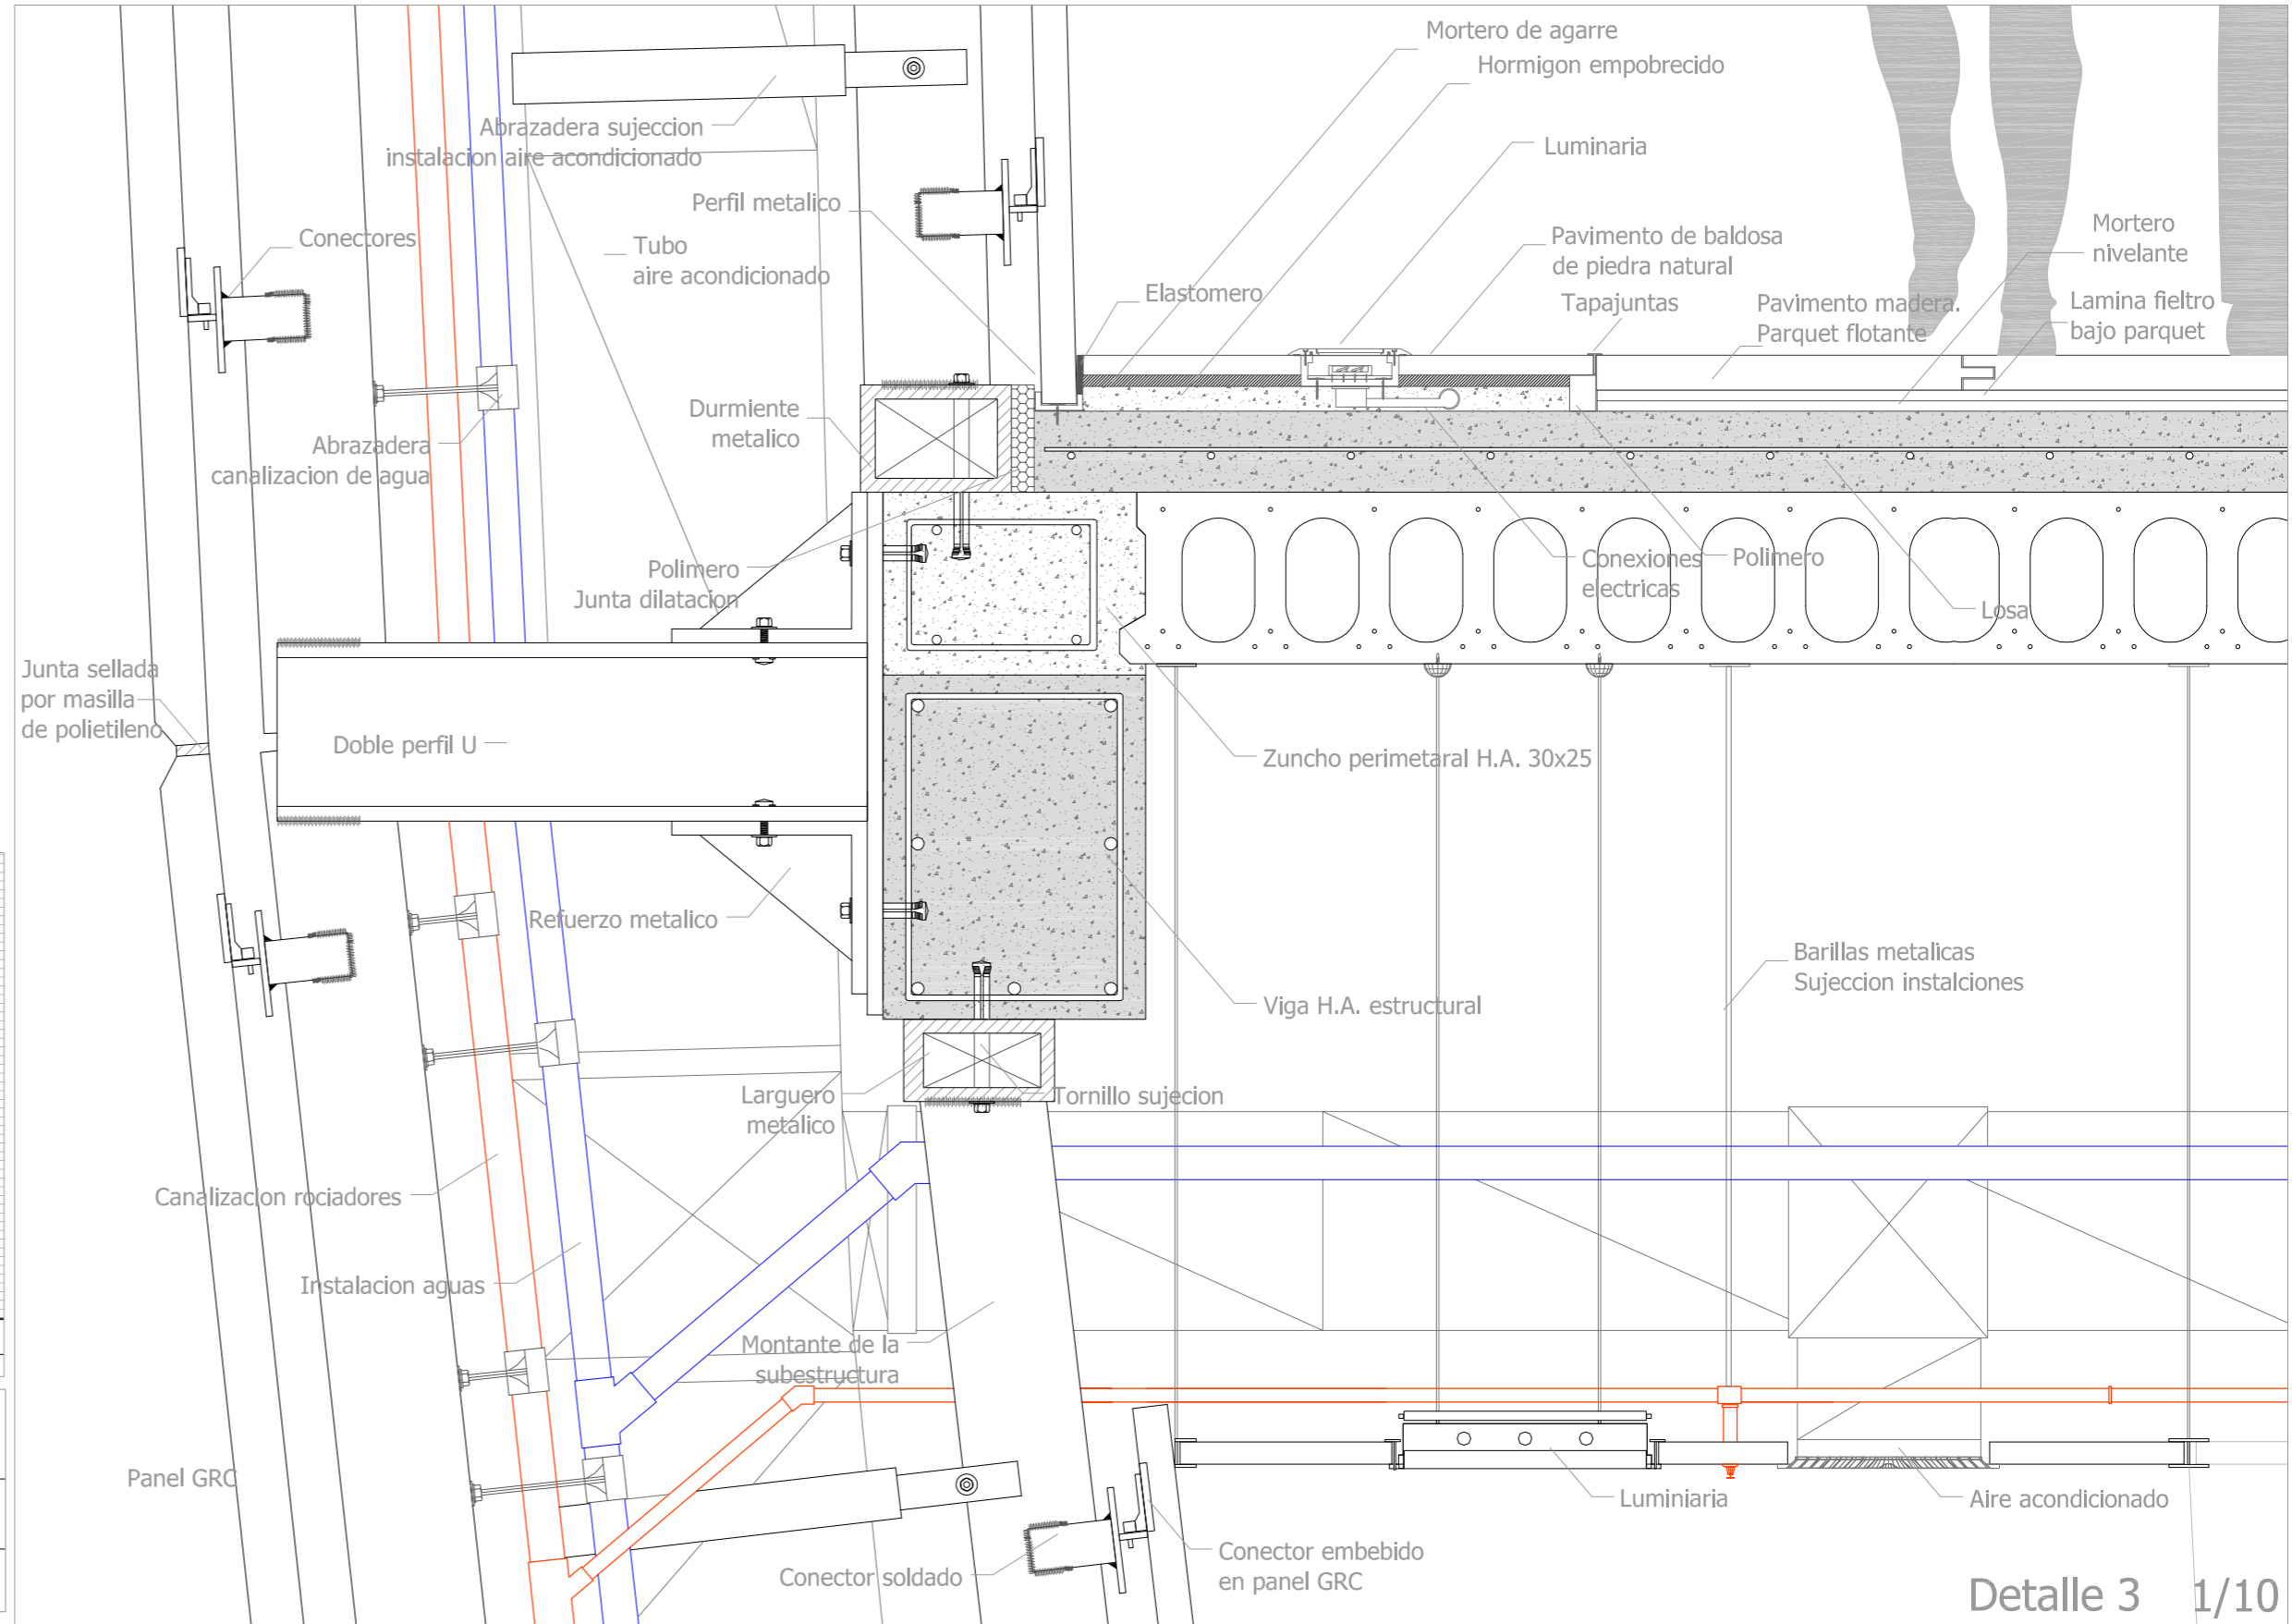 Mortero de agarre
Hormigon empobrecido
Abrazadera sujeccion
instalacion aire acondicionado
Luminaria
Perfil metalico
Conectores
Tubo
aire acondicionado
Pavimento de baldosa
de piedra natural
Mortero
nivelante
Elastomero
Tapajuntas
Pavimento madera.
Parquet flotante
Lamina fieltro
bajo parquet
Durmiente
metalico
Abrazadera
canalizacion de agua
Polimero
Junta dilatacion
Conexiones
electricas
Polimero
Losa
Junta sellada
por masilla
de polietileno
Doble perfil U
Zuncho perimetaral H.A. 30x25
Refuerzo metalico
Barillas metalicas
Sujeccion instalciones
Viga H.A. estructural
Larguero
metalico
Tornillo sujecion
Canalizacion rociadores
Instalacion aguas
Montante de la
subestructura
Panel GRC
Luminiaria
Aire acondicionado
Conector soldado
Conector embebido
en panel GRC
Detalle 3 1/10